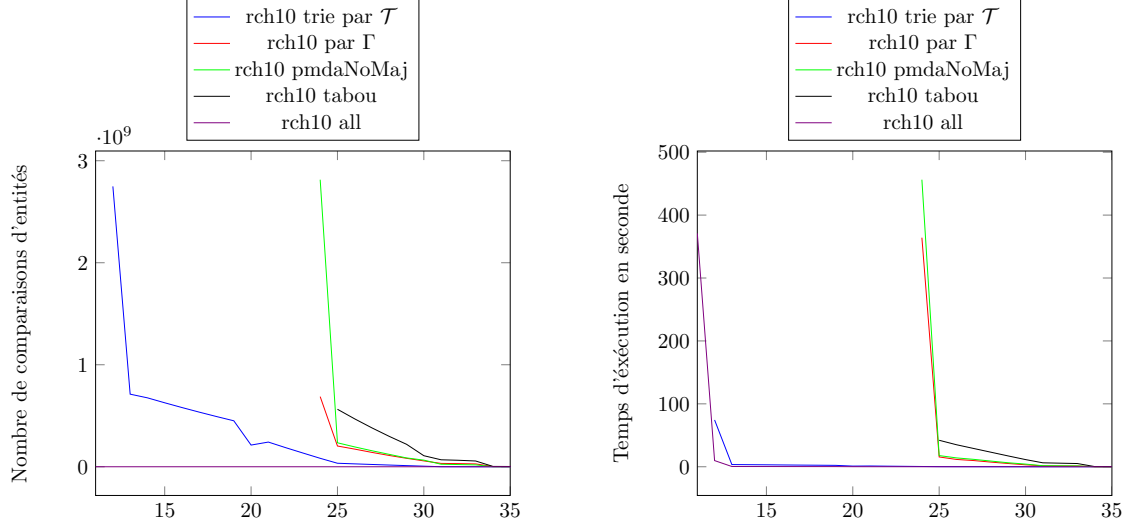 rch10 trie par 𝒯
rch10 par Γ
rch10 pmdaNoMaj
rch10 tabou
rch10 all
·10⁹
3
2
1
0
15 20 25 30 35
Nombre de comparaisons d'entités
rch10 trie par 𝒯
rch10 par Γ
rch10 pmdaNoMaj
rch10 tabou
rch10 all
500
400
300
200
100
0
15 20 25 30 35
Temps d'éxécution en seconde